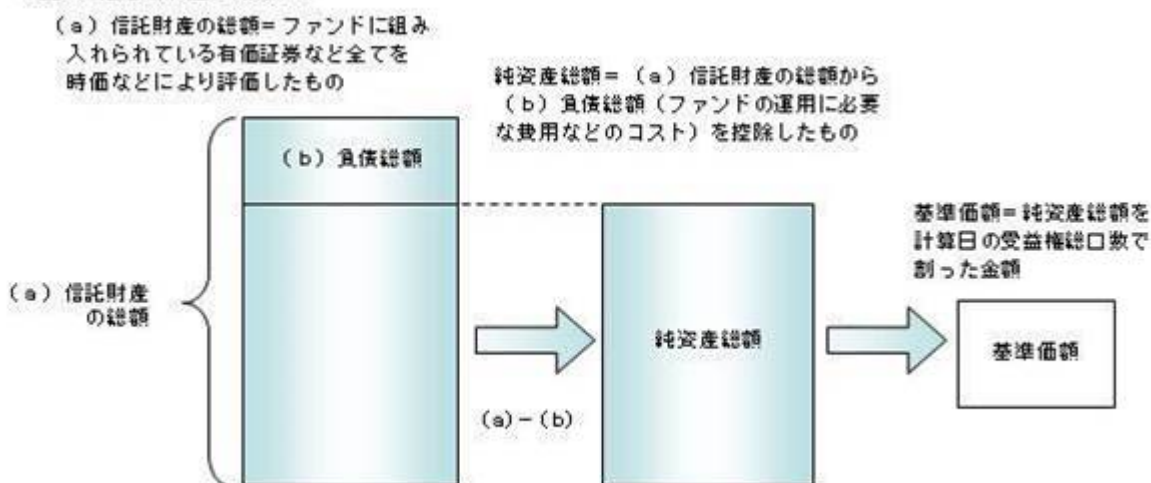 (a)信託財産の総額=ファンドに組み
入れられている有価証券など全てを
時価などにより評価したもの
純資産総額=(a)信託財産の総額から
(b)負債総額(ファンドの運用に必要
な費用などのコスト)を控除したもの
(b)負債総額
基準価額=純資産総額を
計算日の受益権総口数で
割った金額
(a)信託財産
の総額
純資産総額
基準価額
(a)-(b)